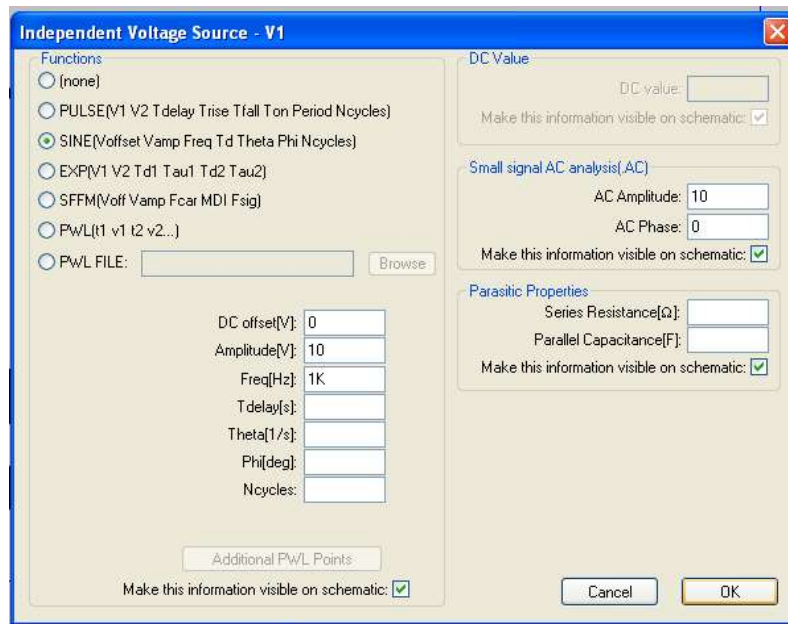 Independent Voltage Source - V1
Functions
(none)
PULSE(V1 V2 Tdelay Trise Tfall Ton Period Ncycles)
SINE(Voffset Vamp Freq Td Theta Phi Ncycles)
EXP(V1 V2 Td1 Tau1 Td2 Tau2)
SFFM(Voff Vamp Fcar MDI Fsig)
PWL(t1 v1 t2 v2...)
PWL FILE: Browse
DC offset[V]: 0
Amplitude[V]: 10
Freq[Hz]: 1K
Tdelay[s]:
Theta[1/s]:
Phi[deg]:
Ncycles:
Additional PWL Points
Make this information visible on schematic:
DC Value
DC value:
Make this information visible on schematic:
Small signal AC analysis(.AC)
AC Amplitude: 10
AC Phase: 0
Make this information visible on schematic:
Parasitic Properties
Series Resistance[Ω]:
Parallel Capacitance[F]:
Make this information visible on schematic:
Cancel OK